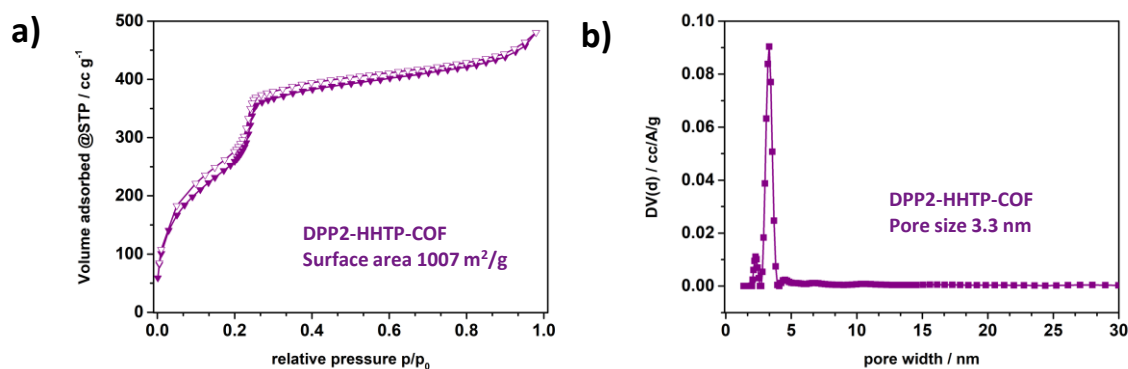 a)
Volume adsorbed @STP / cc g⁻¹
500
400
300
200
100
0
DPP2-HHTP-COF
Surface area 1007 m²/g
0.0 0.2 0.4 0.6 0.8 1.0
relative pressure p/p₀
b)
DV(d) / cc/A/g
0.10
0.08
0.06
0.04
0.02
0.00
DPP2-HHTP-COF
Pore size 3.3 nm
0 5 10 15 20 25 30
pore width / nm